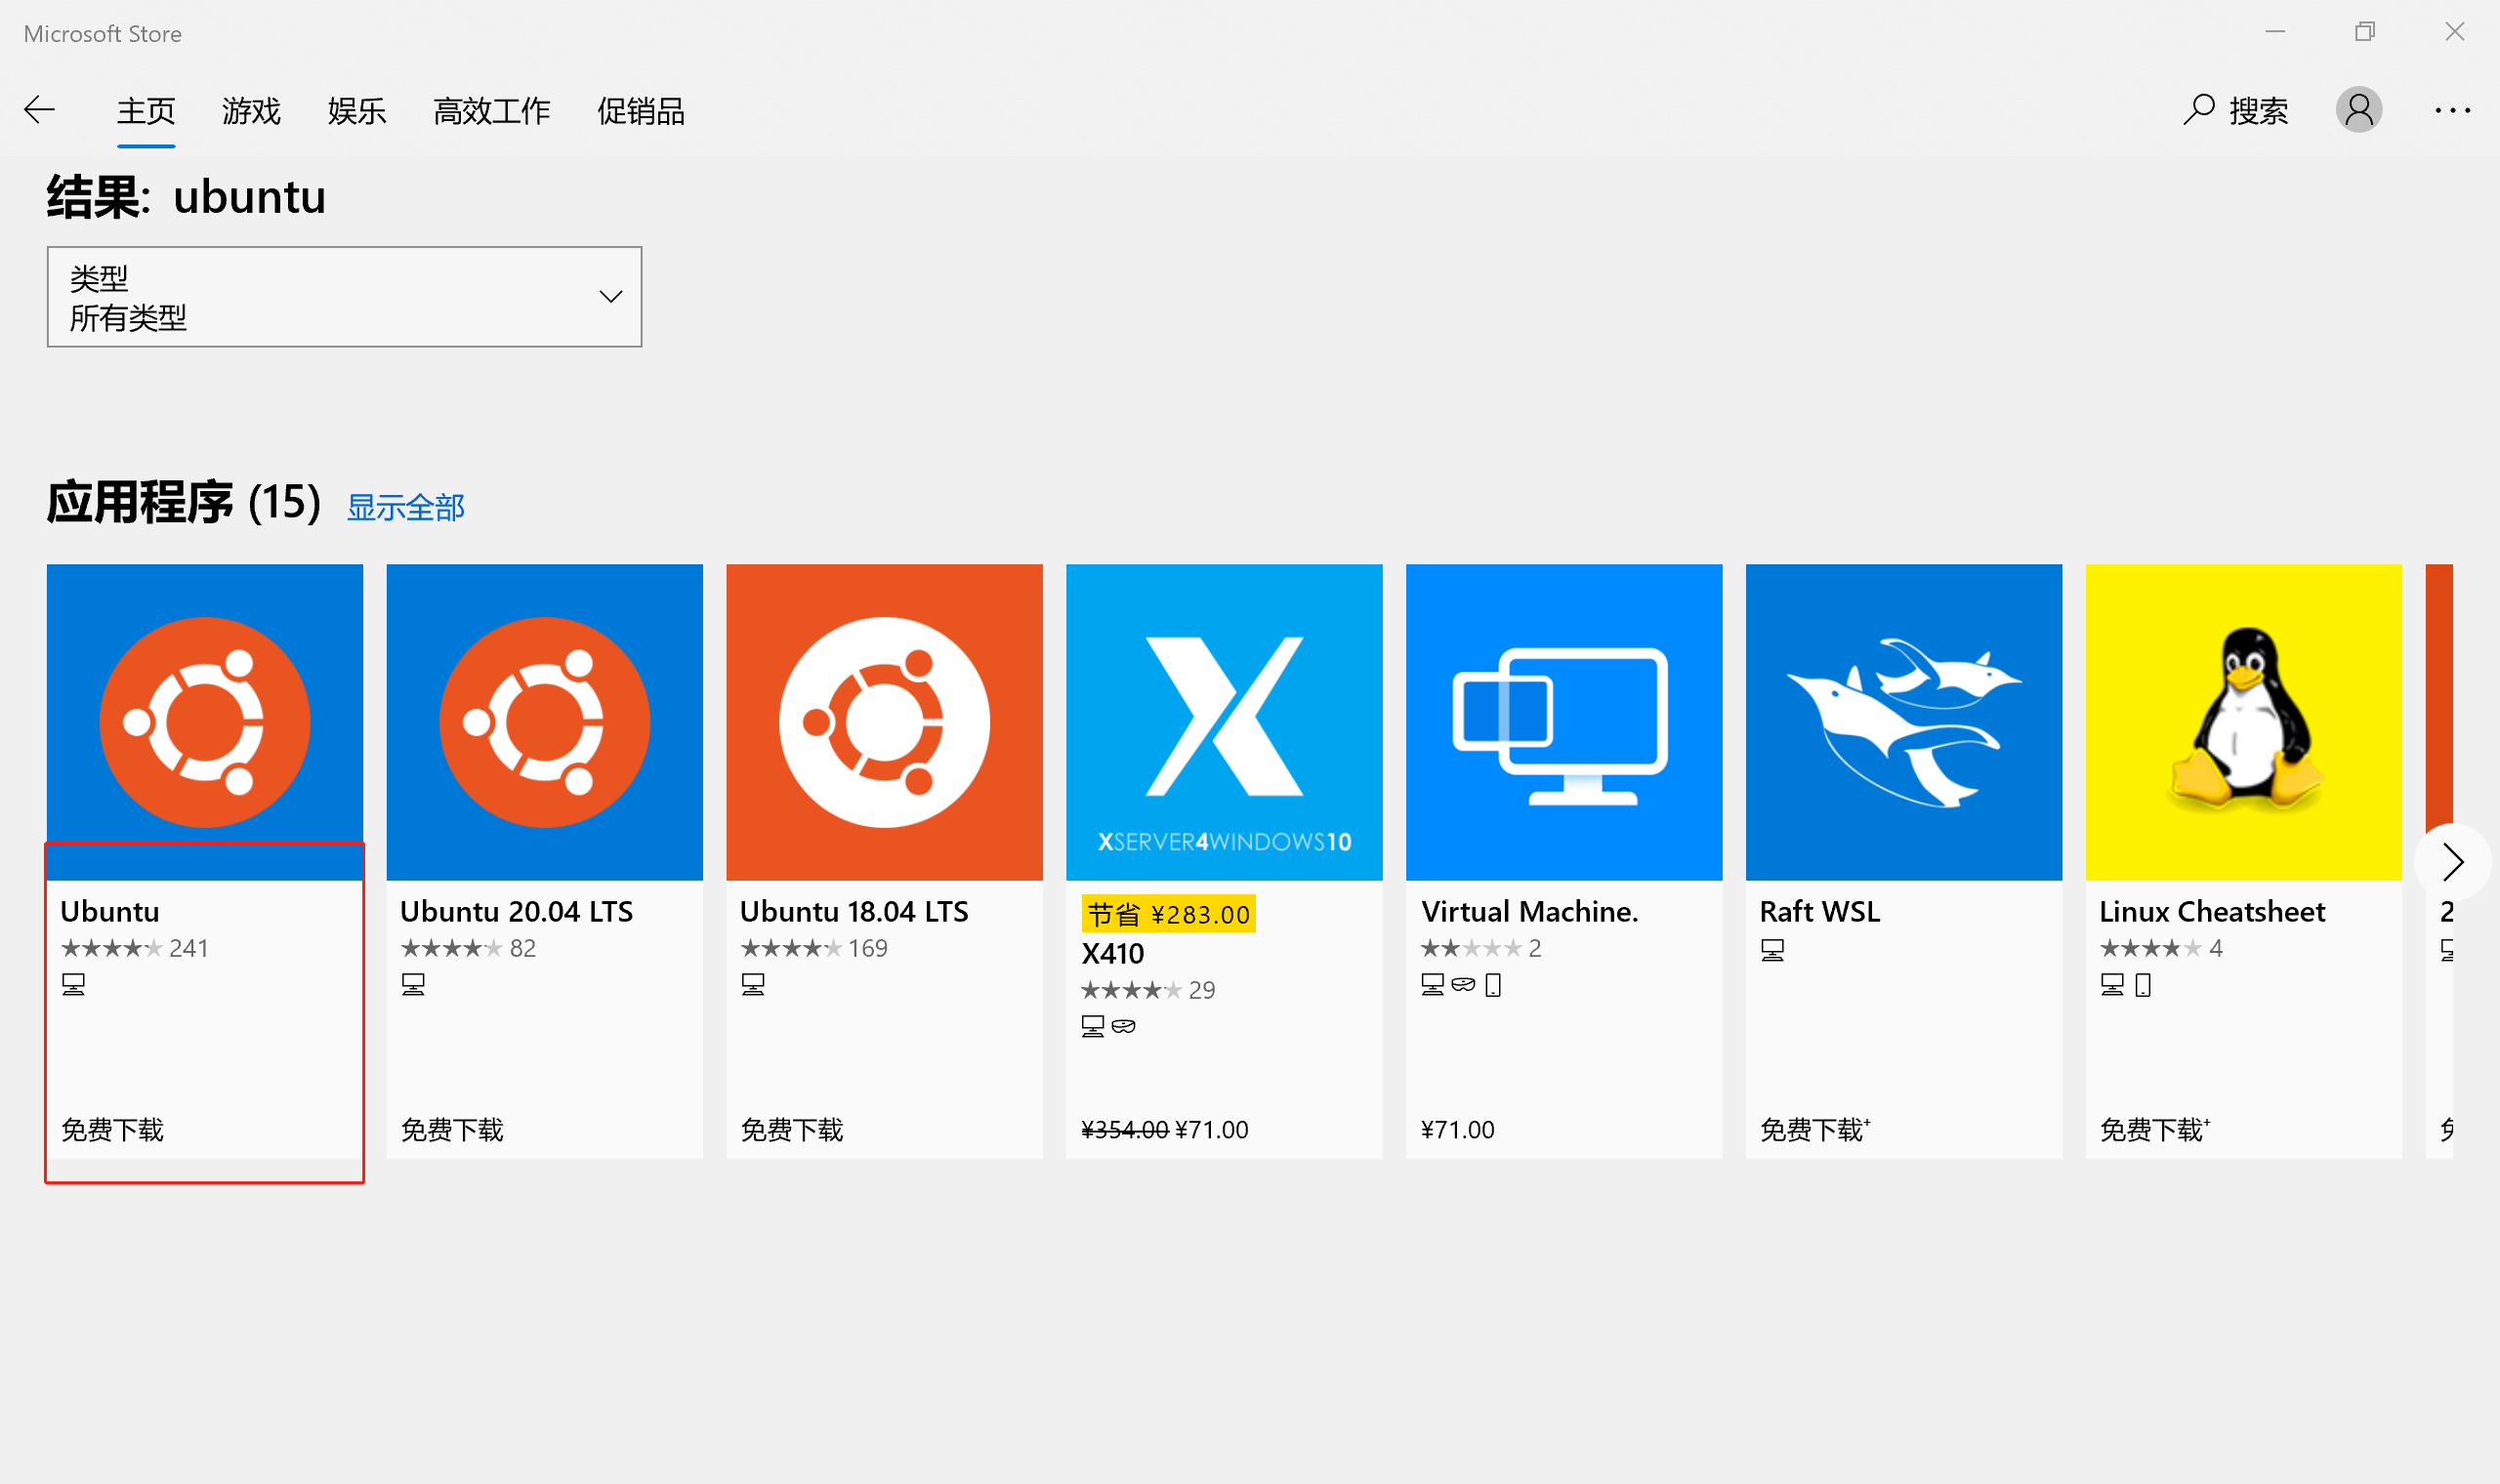 Microsoft Store
主页 游戏 娱乐 高效工作 促销品 搜索
结果: ubuntu
类型
所有类型
应用程序 (15) 显示全部
XSERVER4WINDOWS10
Ubuntu
241
免费下载
Ubuntu 20.04 LTS
82
免费下载
Ubuntu 18.04 LTS
169
免费下载
节省 ¥283.00
X410
29
¥354.00 ¥71.00
Virtual Machine.
2
¥71.00
Raft WSL
免费下载+
Linux Cheatsheet
4
免费下载+
2